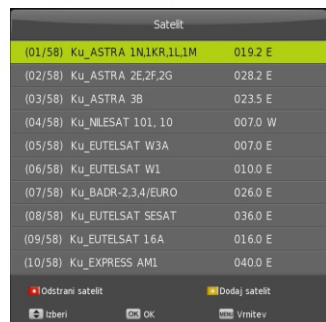 Satelit
(01/58) Ku_ASTRA 1N,1KR,1L,1M 019.2 E
(02/58) Ku_ASTRA 2E,2F,2G 028.2 E
(03/58) Ku_ASTRA 3B 023.5 E
(04/58) Ku_NILESAT 101, 10 007.0 W
(05/58) Ku_EUTELSAT W3A 007.0 E
(06/58) Ku_EUTELSAT W1 010.0 E
(07/58) Ku_BADR-2,3,4/EURO 026.0 E
(08/58) Ku_EUTELSAT SESAT 036.0 E
(09/58) Ku_EUTELSAT 16A 016.0 E
(10/58) Ku_EXPRESS AM1 040.0 E
Odstrani satelit Dodaj satelit
Izberi OK OK MENU Vrnitev